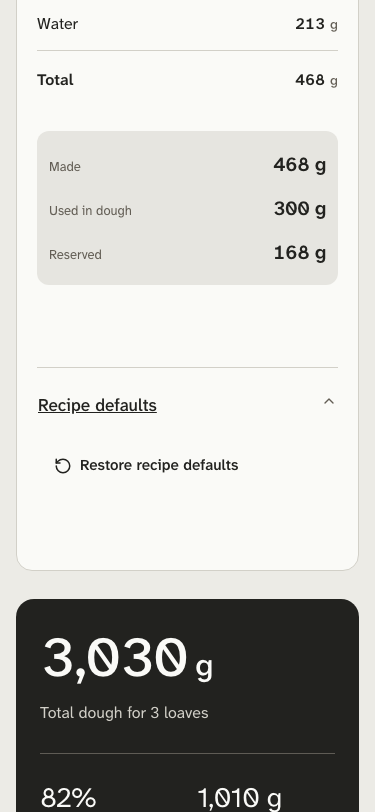 Water 213 g
Total 468 g
Made 468 g
Used in dough 300 g
Reserved 168 g
Recipe defaults
Restore recipe defaults
3,030 g
Total dough for 3 loaves
82% 1,010 g